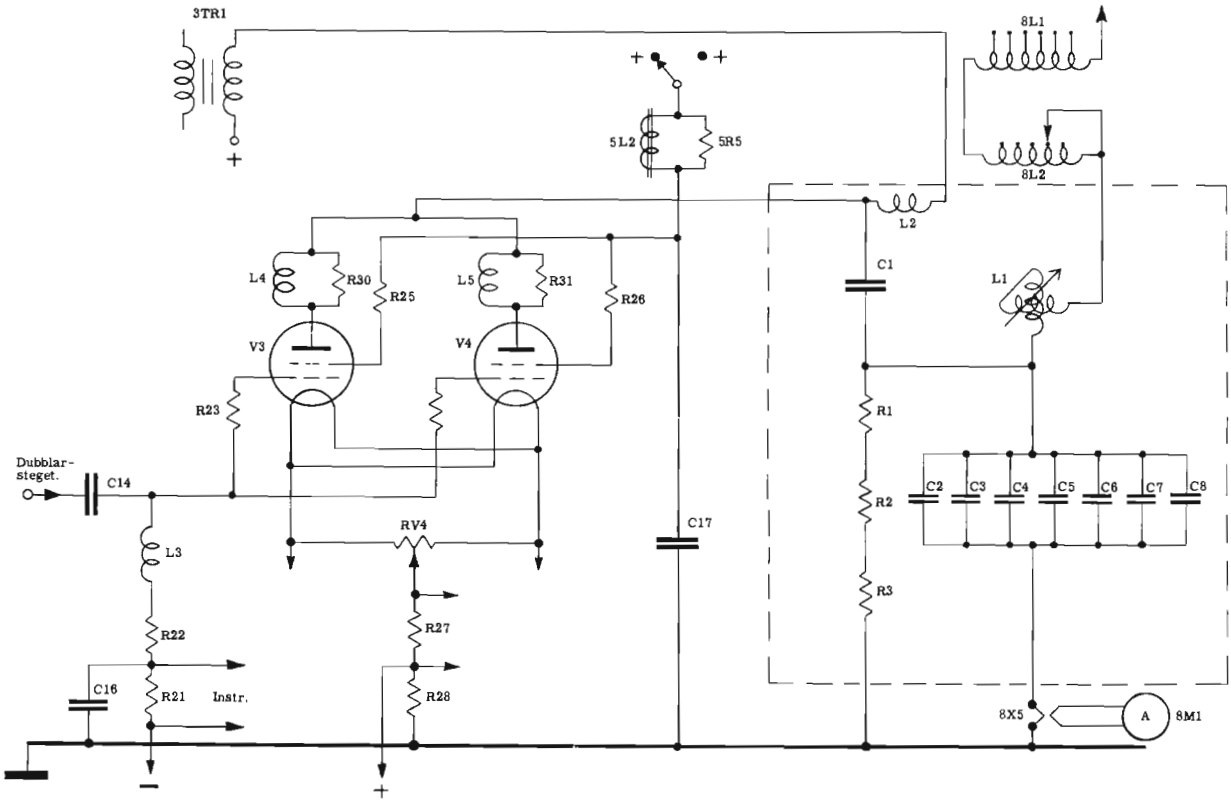 3TR1
8L1
+
+
5L2
5R5
+
8L2
L2
C1
L4
R30
R25
L5
R31
R26
L1
V3
V4
R23
R1
Dubblar-
steget.
C14
C2
C3
C4
C5
C6
C7
C8
R2
RV4
C17
L3
R3
R22
R27
C16
R21
Instr.
R28
8X5
A
8M1
−
+